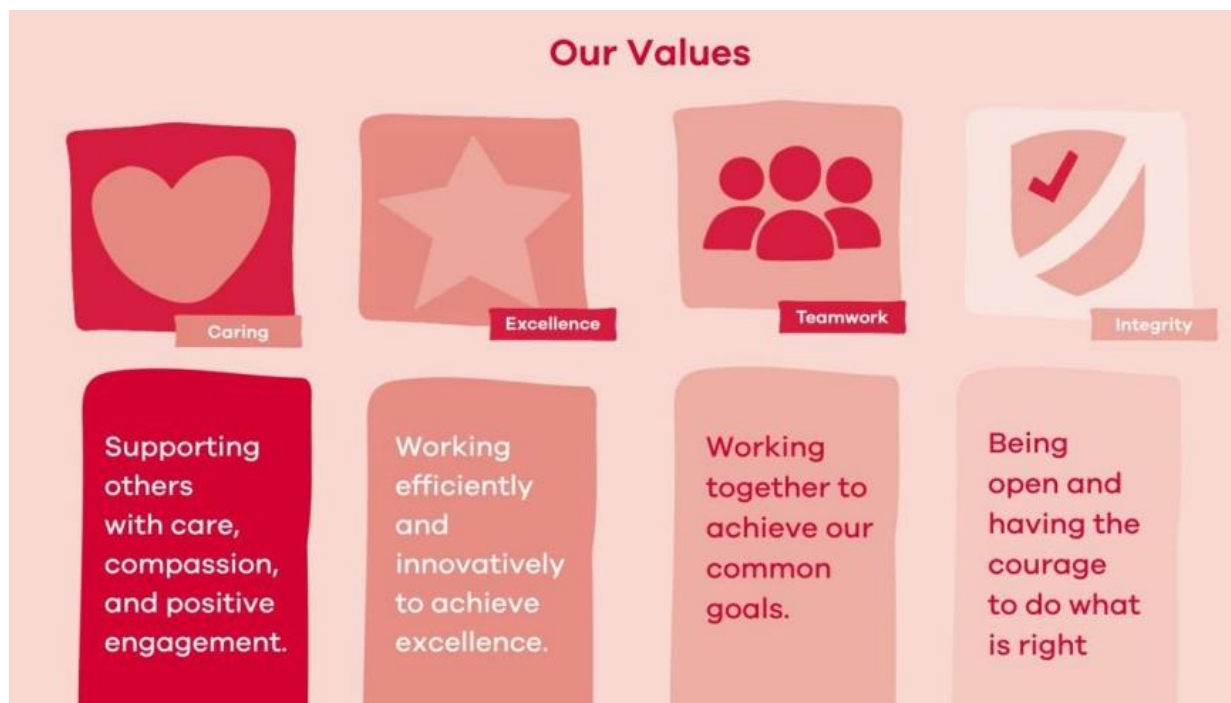 Our Values
Caring
Excellence
Teamwork
Integrity
Supporting
others
with care,
compassion,
and positive
engagement.
Working
efficiently
and
innovatively
to achieve
excellence.
Working
together to
achieve our
common
goals.
Being
open and
having the
courage
to do what
is right